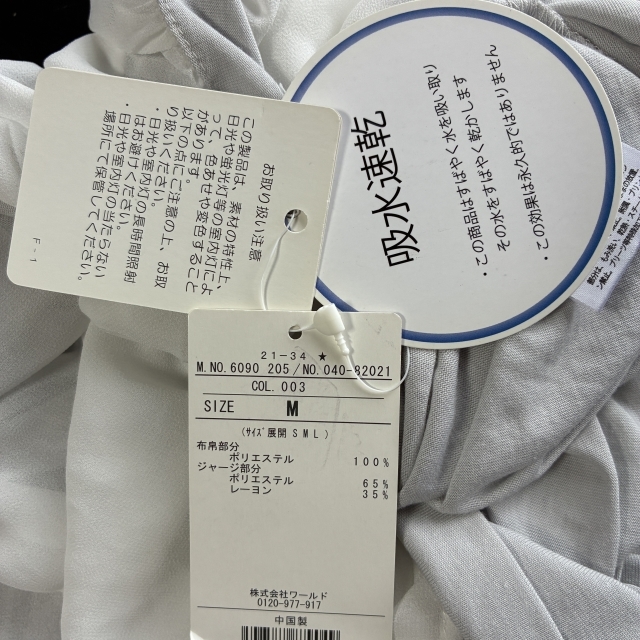 お取り扱い注意
この製品は、素材の特性上、
日光や蛍光灯等の室内灯によ
って、色あせや変色すること
があります。
以下の点にご注意の上、お取
り扱いください。
・日光や室内灯の長時間照射
はお避けください。
・日光や室内灯の当たらない
場所にて保管してください。
F-1
吸水速乾
・この商品はすばやく水を吸い取り
その水をすばやく乾かします
・この効果は永久的ではありません
21-34 ★
M.NO.6090 205/NO.040-82021
COL.003
SIZE M
(ｻｲｽﾞ展開 S M L)
布帛部分
ポリエステル 100%
ジャージ部分
ポリエステル 65%
レーヨン 35%
株式会社ワールド
0120-977-917
中国製